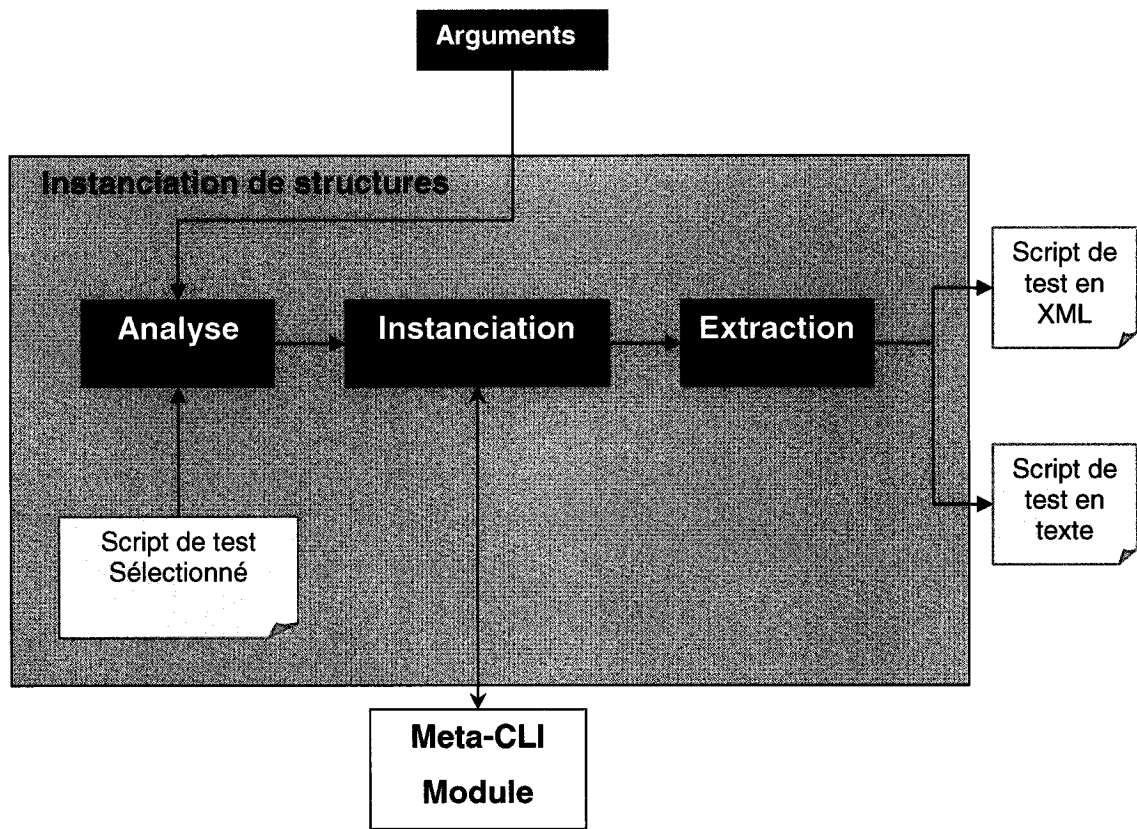 Arguments
Instanciation de structures
Analyse
Instanciation
Extraction
Script de
test en
XML
Script de
test en
texte
Script de test
Sélectionné
Meta-CLI
Module